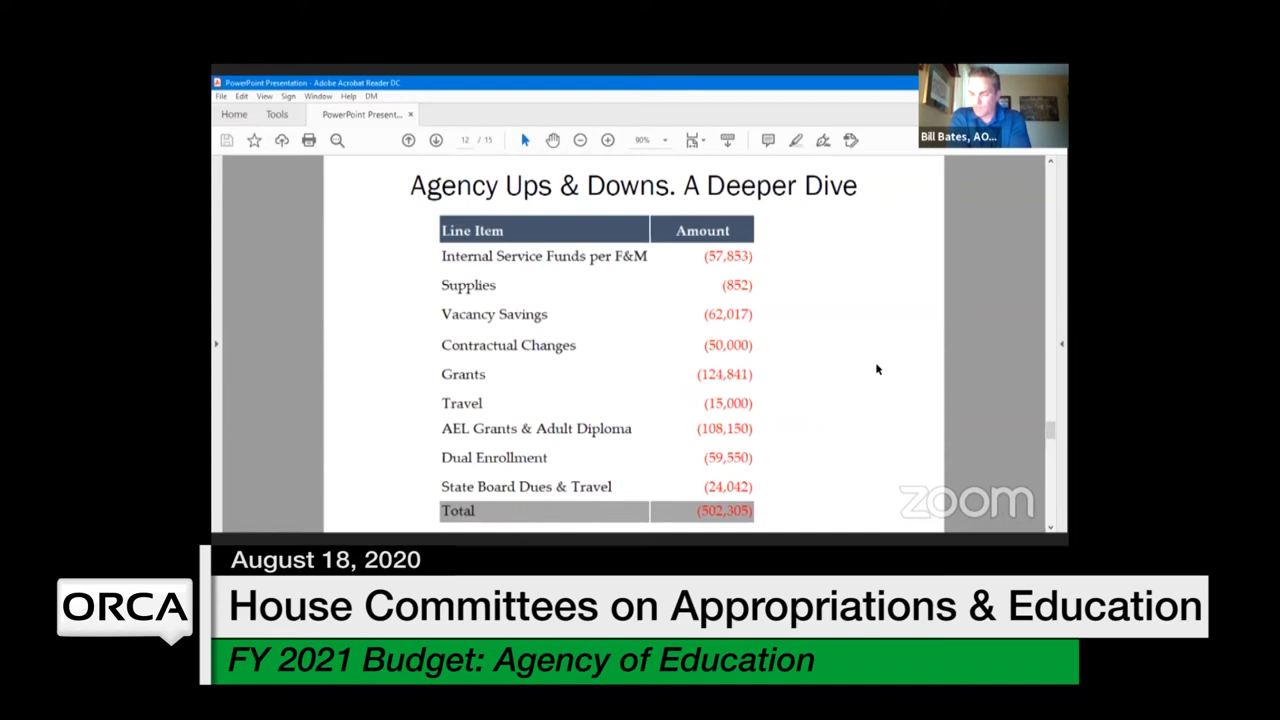 PowerPoint Presentation - Adobe Acrobat Reader DC
File Edit View Sign Window Help DM
Home Tools PowerPoint Present... ×
12 / 15 90%
Bill Bates, AO...
Agency Ups & Downs. A Deeper Dive
Line Item Amount
Internal Service Funds per F&M (57,853)
Supplies (852)
Vacancy Savings (62,017)
Contractual Changes (50,000)
Grants (124,841)
Travel (15,000)
AEL Grants & Adult Diploma (108,150)
Dual Enrollment (59,550)
State Board Dues & Travel (24,042)
Total (502,305)
zoom
August 18, 2020
ORCA
House Committees on Appropriations & Education
FY 2021 Budget: Agency of Education